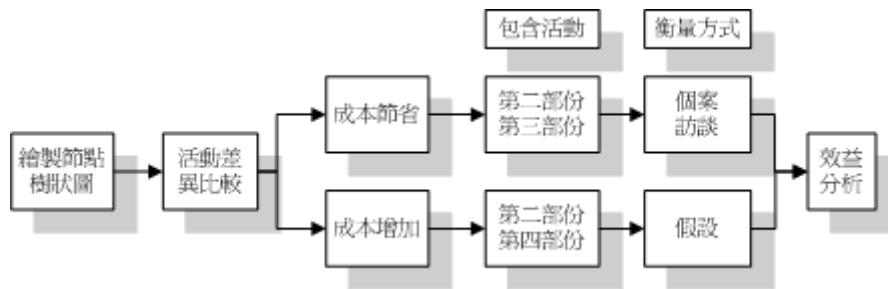 包含活動
衡量方式
成本節省
第二部份
第三部份
個案
訪談
繪製節點
樹狀圖
活動差
異比較
效益
分析
成本增加
第二部份
第四部份
假設